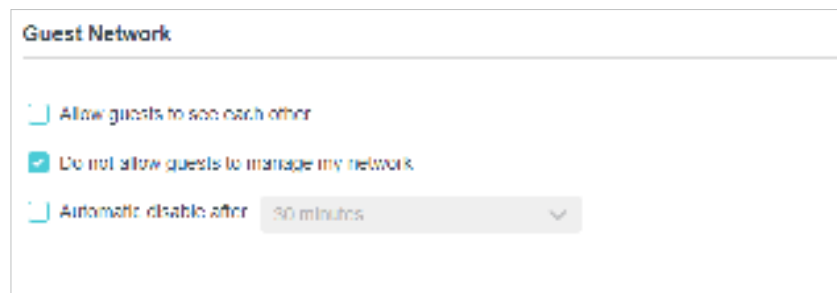 Guest Network
Allow guests to see each other
Do not allow guests to manage my network
Automatic disable after 30 minutes